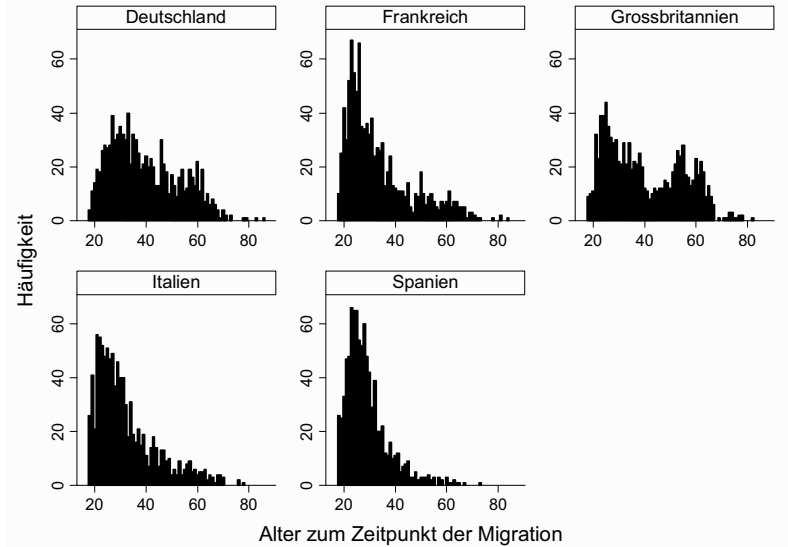 Deutschland
Frankreich
Grossbritannien
Häufigkeit
0 20 40 60
20 40 60 80
20 40 60 80
0 20 40 60
20 40 60 80
0 20 40 60
Italien
Spanien
0 20 40 60
20 40 60 80
0 20 40 60
20 40 60 80
Alter zum Zeitpunkt der Migration